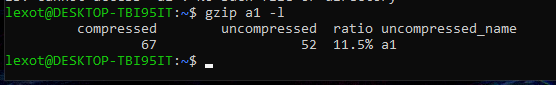 lexot@DESKTOP-TBI95IT:~$ gzip a1 -l
compressed uncompressed ratio uncompressed_name
67 52 11.5% a1
lexot@DESKTOP-TBI95IT:~$